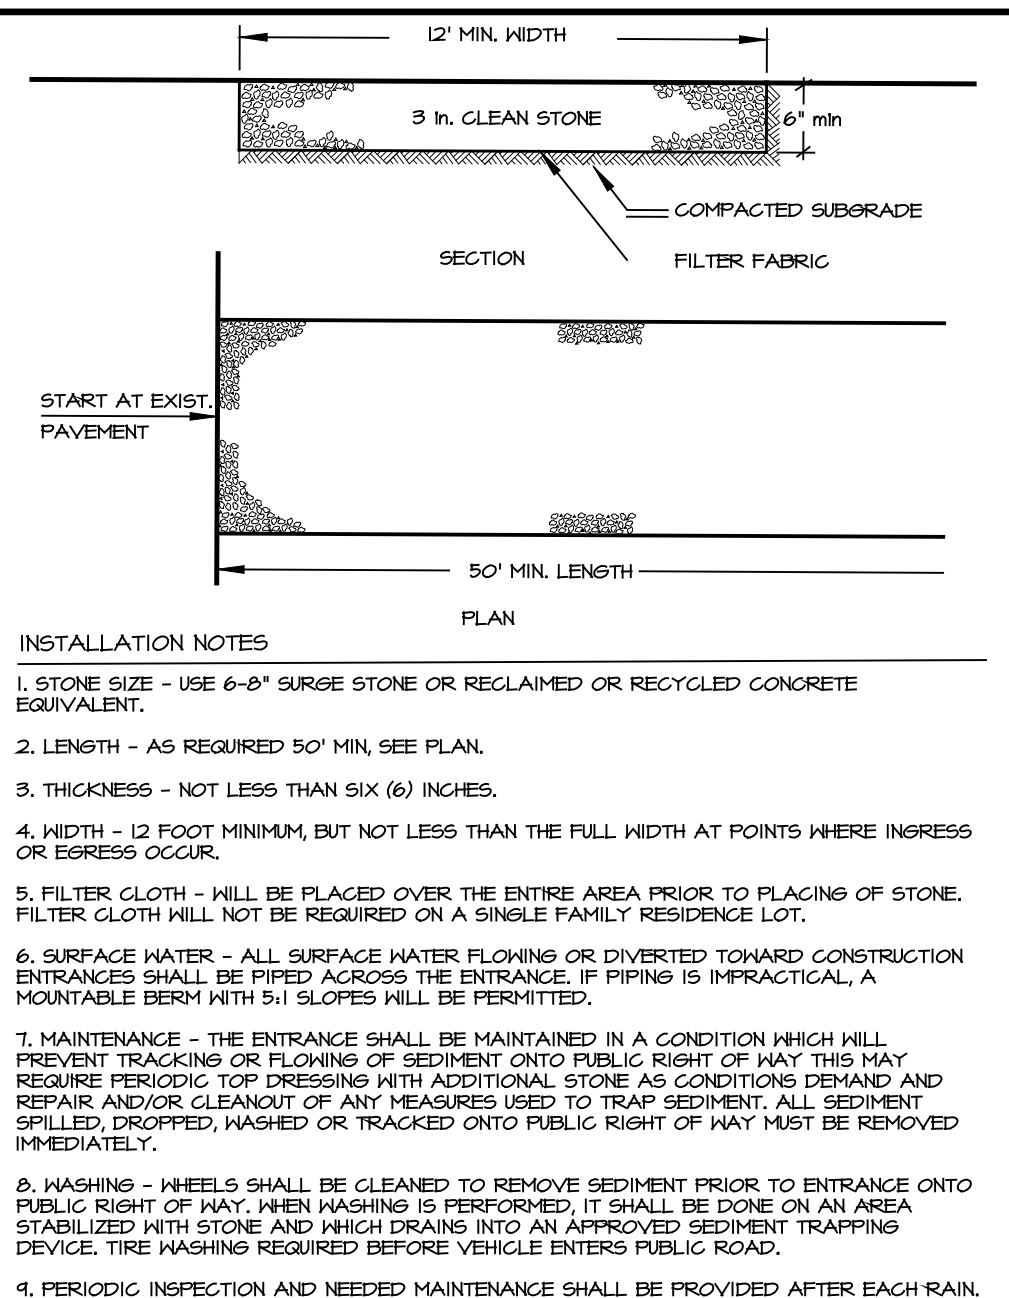 12' MIN. WIDTH
3 in. CLEAN STONE
6" min
COMPACTED SUBGRADE
SECTION
FILTER FABRIC
START AT EXIST.
PAVEMENT
50' MIN. LENGTH
PLAN
INSTALLATION NOTES
1. STONE SIZE - USE 6-8" SURGE STONE OR RECLAIMED OR RECYCLED CONCRETE
EQUIVALENT.
2. LENGTH - AS REQUIRED 50' MIN, SEE PLAN.
3. THICKNESS - NOT LESS THAN SIX (6) INCHES.
4. WIDTH - 12 FOOT MINIMUM, BUT NOT LESS THAN THE FULL WIDTH AT POINTS WHERE INGRESS
OR EGRESS OCCUR.
5. FILTER CLOTH - WILL BE PLACED OVER THE ENTIRE AREA PRIOR TO PLACING OF STONE.
FILTER CLOTH WILL NOT BE REQUIRED ON A SINGLE FAMILY RESIDENCE LOT.
6. SURFACE WATER - ALL SURFACE WATER FLOWING OR DIVERTED TOWARD CONSTRUCTION
ENTRANCES SHALL BE PIPED ACROSS THE ENTRANCE. IF PIPING IS IMPRACTICAL, A
MOUNTABLE BERM WITH 5:1 SLOPES WILL BE PERMITTED.
7. MAINTENANCE - THE ENTRANCE SHALL BE MAINTAINED IN A CONDITION WHICH WILL
PREVENT TRACKING OR FLOWING OF SEDIMENT ONTO PUBLIC RIGHT OF WAY THIS MAY
REQUIRE PERIODIC TOP DRESSING WITH ADDITIONAL STONE AS CONDITIONS DEMAND AND
REPAIR AND/OR CLEANOUT OF ANY MEASURES USED TO TRAP SEDIMENT. ALL SEDIMENT
SPILLED, DROPPED, WASHED OR TRACKED ONTO PUBLIC RIGHT OF WAY MUST BE REMOVED
IMMEDIATELY.
8. WASHING - WHEELS SHALL BE CLEANED TO REMOVE SEDIMENT PRIOR TO ENTRANCE ONTO
PUBLIC RIGHT OF WAY. WHEN WASHING IS PERFORMED, IT SHALL BE DONE ON AN AREA
STABILIZED WITH STONE AND WHICH DRAINS INTO AN APPROVED SEDIMENT TRAPPING
DEVICE. TIRE WASHING REQUIRED BEFORE VEHICLE ENTERS PUBLIC ROAD.
9. PERIODIC INSPECTION AND NEEDED MAINTENANCE SHALL BE PROVIDED AFTER EACH RAIN.